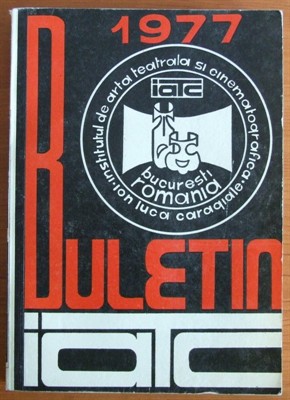 1977
institutul de arta teatrala si cinematografica
·ion luca caragiale·
iatc
bucuresti
romania
BULETIN
iatc